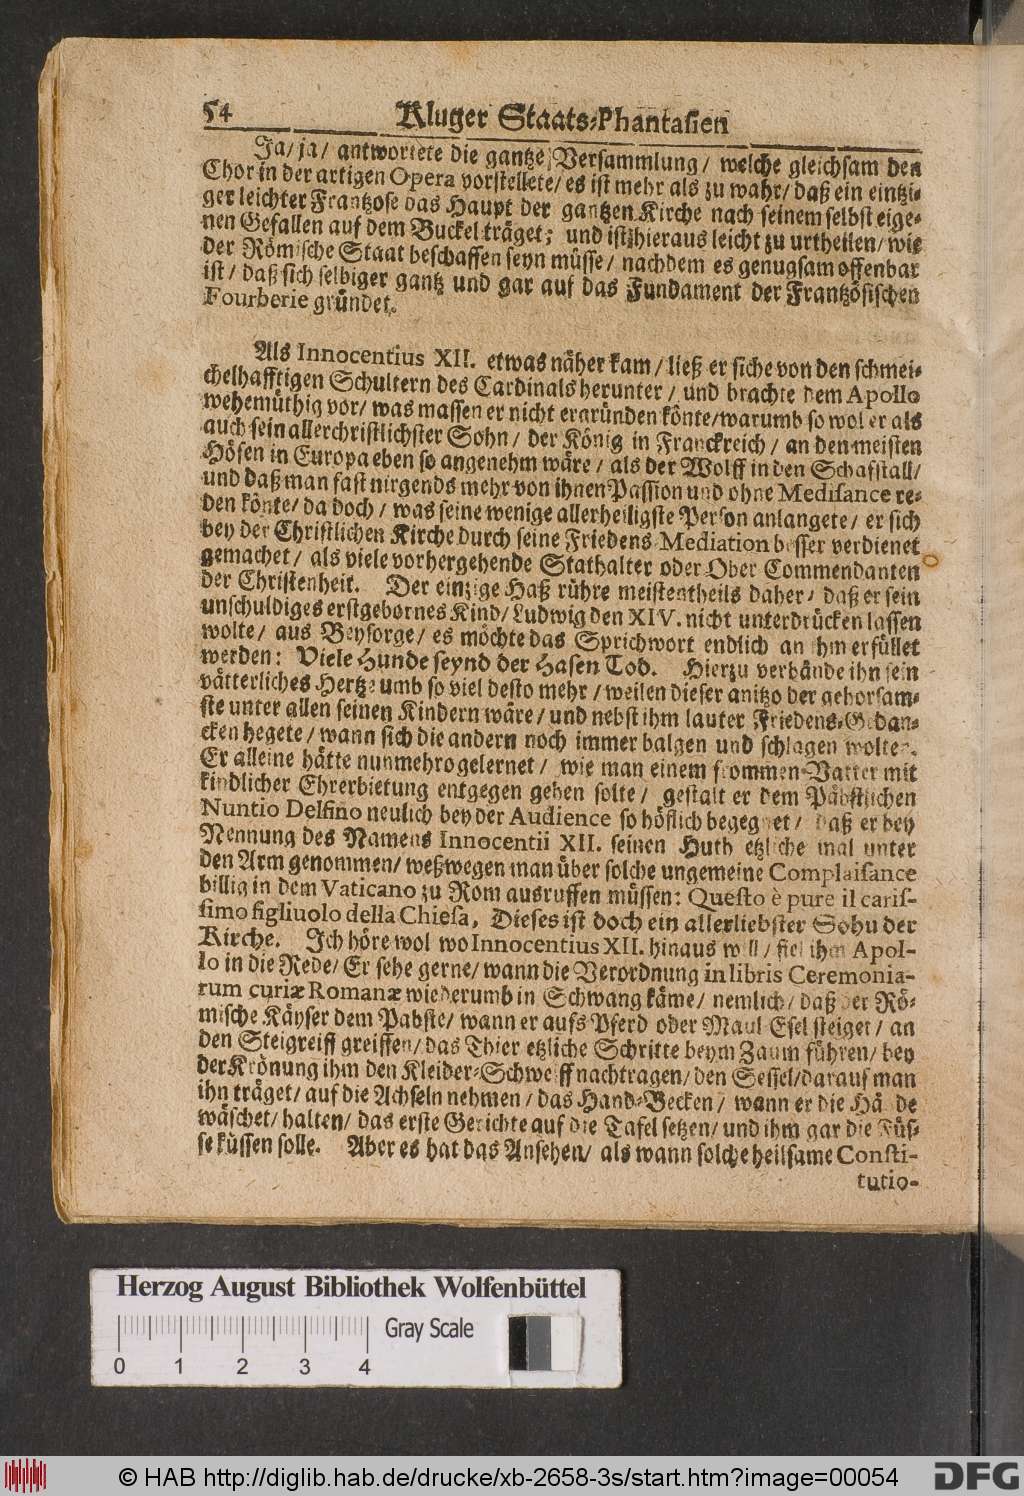 54 Kluger Staats-Phantasien
Ja/ ja/ antwortete die gantze Versammlung/ welche gleichsam den
Chor in der artigen Opera vorstellete/ es ist mehr als zu wahr/ daß ein eintzi-
ger leichter Frantzose das Haupt der gantzen Kirche nach seinem selbst eige-
nen Gefallen auf dem Buckel träget; und ist hieraus leicht zu urtheilen/ wie
der Römische Staat beschaffen seyn müsse/ nachdem es genugsam offenbar
ist/ daß sich selbiger gantz und gar auf das Fundament der Frantzösischen
Fourberie gründet.
Als Innocentius XII. etwas näher kam/ ließ er siche von den schmei-
chelhafftigen Schultern des Cardinals herunter/ und brachte dem Apollo
wehemüthig vor/ was massen er nicht ergründen könte/ warumb so wol er als
auch sein allerchristlichster Sohn/ der König in Franckreich/ an den meisten
Höfen in Europa eben so angenehm wäre/ als der Wolff in den Schafstall/
und daß man fast nirgends mehr von ihnen Passion und ohne Medisance re-
den könte/ da doch/ was seine wenige allerheiligste Person anlangete/ er sich
bey der Christlichen Kirche durch seine Friedens-Mediation besser verdienet
gemachet/ als viele vorhergehende Stathalter oder Ober Commendanten
der Christenheit. Der einzige Haß rühre meistentheils daher/ daß er sein
unschuldiges erstgebornes Kind/ Ludwig den XIV. nicht unterdrücken lassen
wolte/ aus Beysorge/ es möchte das Sprichwort endlich an ihm erfüllet
werden: Viele Hunde seynd der Hasen Tod. Hierzu verbände ihn sein
vätterliches Hertze umb so viel desto mehr/ weilen dieser anitzo der gehorsam-
ste unter allen seinen Kindern wäre/ und nebst ihm lauter Friedens-Gedan-
cken hegete/ wann sich die andern noch immer balgen und schlagen wolten.
Er alleine hätte nunmehro gelernet/ wie man einem frommen Vatter mit
kindlicher Ehrerbietung entgegen gehen solte/ gestalt er dem Päbstlichen
Nuntio Delfino neulich bey der Audience so höflich begegnet/ daß er bey
Nennung des Namens Innocentii XII. seinen Huth etzliche mal unter
den Arm genommen/ weßwegen man über solche ungemeine Complaisance
billig in dem Vaticano zu Rom ausruffen müssen: Questo è pure il caris-
simo figliuolo della Chiesa, Dieses ist doch ein allerliebster Sohn der
Kirche. Ich höre wol wo Innocentius XII. hinaus will/ fiel ihm Apol-
lo in die Rede/ Er sehe gerne/ wann die Verordnung in libris Ceremonia-
rum curiæ Romanæ wiederumb in Schwang käme/ nemlich/ daß der Rö-
mische Käyser dem Pabste/ wann er aufs Pferd oder Maul Esel steiget/ an
den Steigreiff greiffen/ das Thier etzliche Schritte beym Zaum führen/ bey
der Krönung ihm den Kleider-Schweiff nachtragen/ den Sessel/ darauf man
ihn träget/ auf die Achseln nehmen/ das Hand-Becken/ wann er die Hände
wäschet/ halten/ das erste Gerichte auf die Tafel setzen/ und ihm gar die Füs-
se küssen solle. Aber es hat das Ansehen/ als wann solche heilsame Consti-
tutio-
Herzog August Bibliothek Wolfenbüttel
Gray Scale
0 1 2 3 4
© HAB http://diglib.hab.de/drucke/xb-2658-3s/start.htm?image=00054
DFG